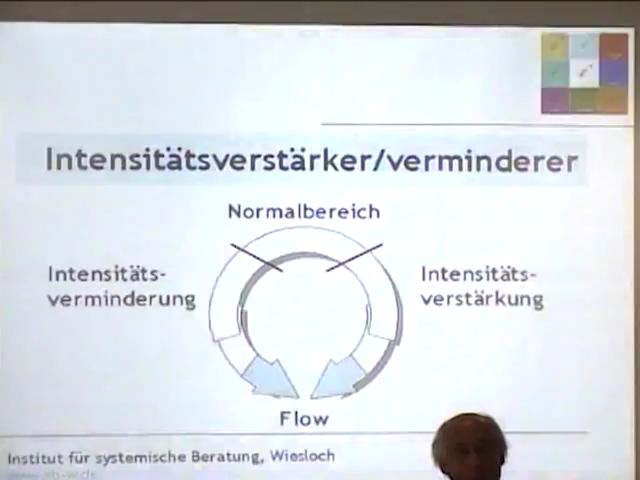 Intensitätsverstärker/verminderer
Normalbereich
Intensitäts-
verminderung
Intensitäts-
verstärkung
Flow
Institut für systemische Beratung, Wiesloch